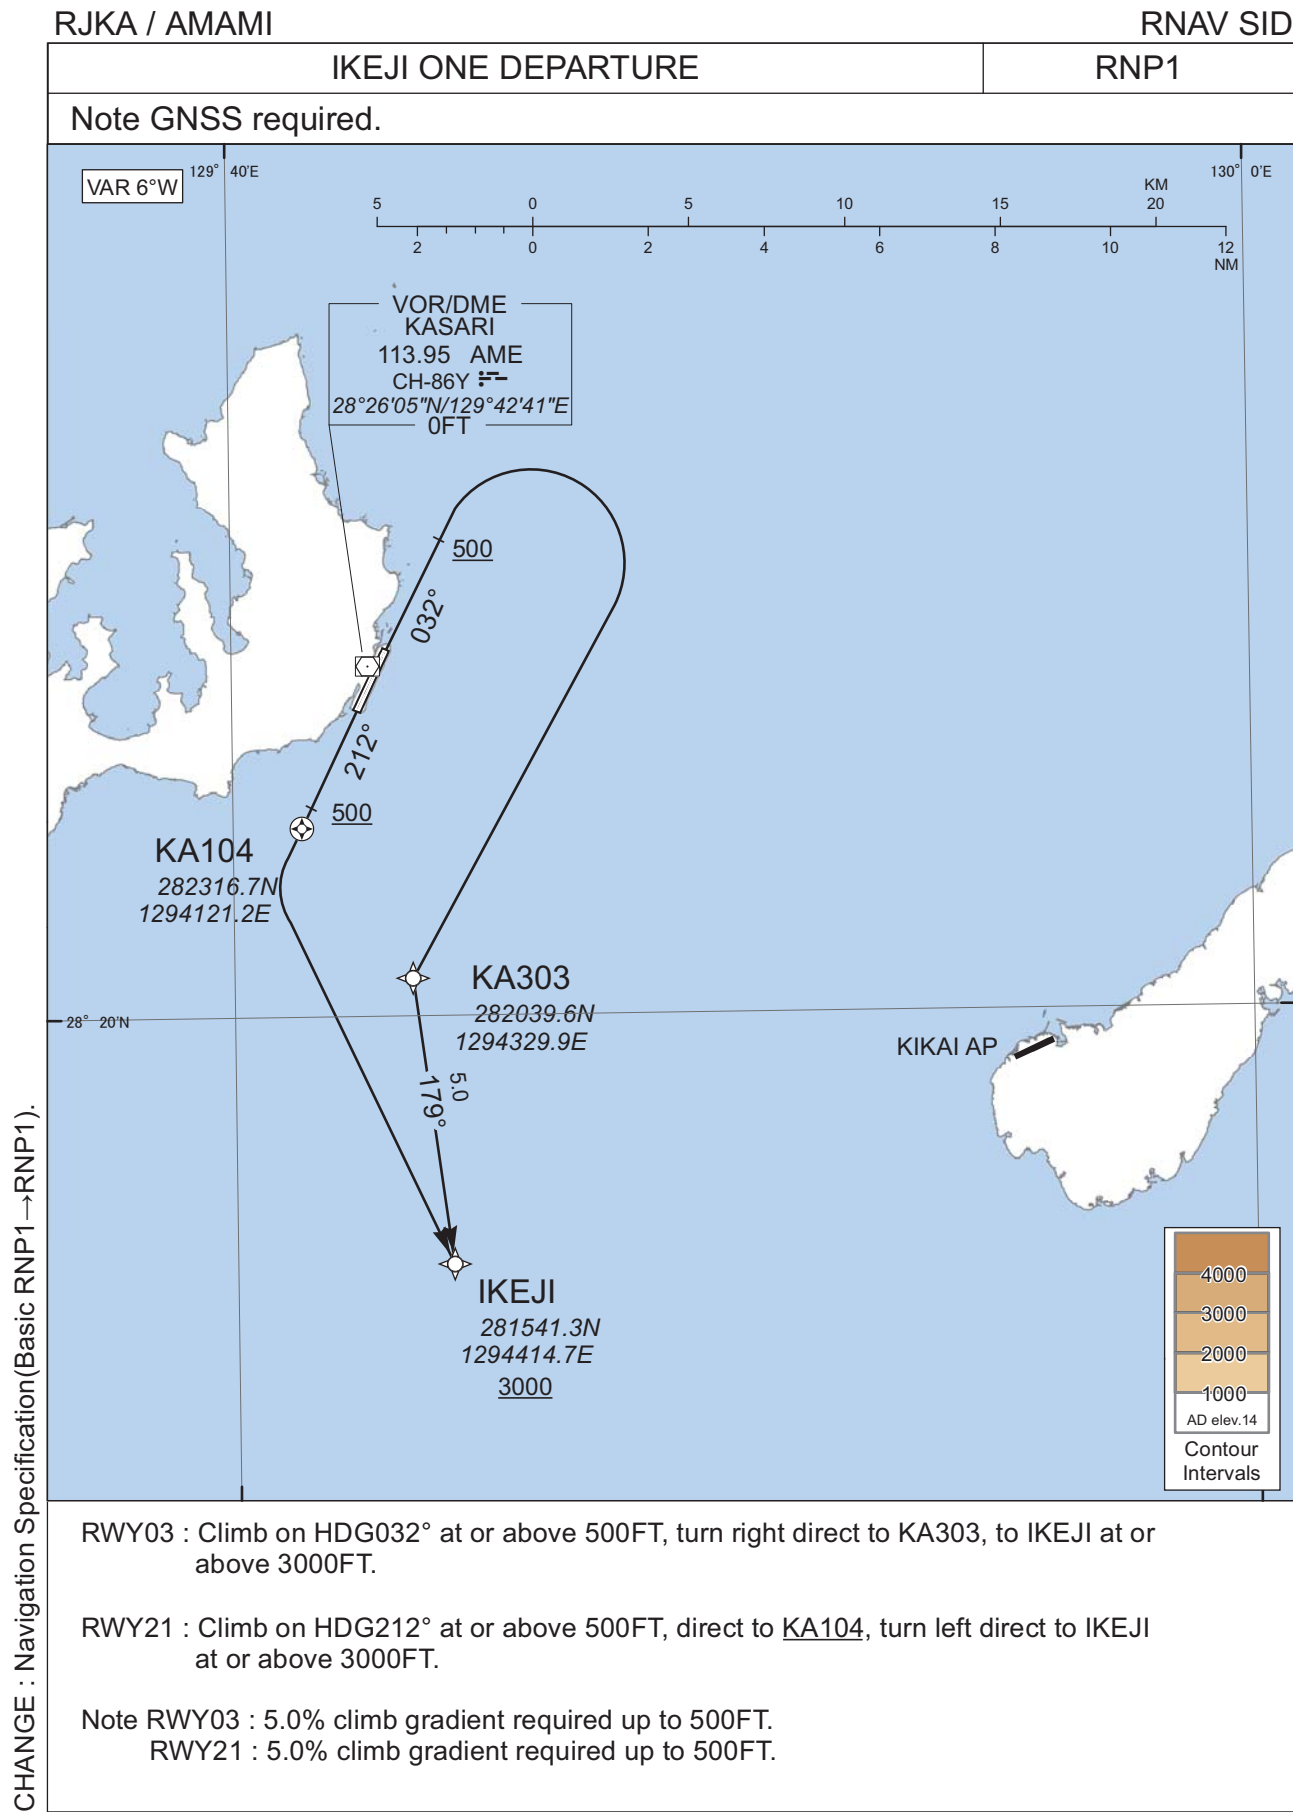 RJKA / AMAMI
RNAV SID
IKEJI ONE DEPARTURE
RNP1
Note GNSS required.
VAR 6°W
129° 40'E
130° 0'E
KM
5 0 5 10 15 20
2 0 2 4 6 8 10 12
NM
VOR/DME
KASARI
113.95 AME
CH-86Y
28°26'05"N/129°42'41"E
0FT
500
032°
212°
500
KA104
282316.7N
1294121.2E
KA303
282039.6N
1294329.9E
28° 20'N
KIKAI AP
5.0
179°
IKEJI
281541.3N
1294414.7E
3000
4000
3000
2000
1000
AD elev.14
Contour
Intervals
RWY03 : Climb on HDG032° at or above 500FT, turn right direct to KA303, to IKEJI at or
above 3000FT.
RWY21 : Climb on HDG212° at or above 500FT, direct to KA104, turn left direct to IKEJI
at or above 3000FT.
Note RWY03 : 5.0% climb gradient required up to 500FT.
RWY21 : 5.0% climb gradient required up to 500FT.
CHANGE : Navigation Specification(Basic RNP1→RNP1).